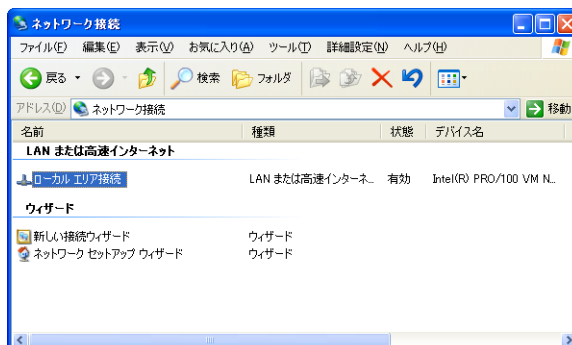 ネットワーク接続
ファイル(F) 編集(E) 表示(V) お気に入り(A) ツール(T) 詳細設定(N) ヘルプ(H)
戻る 検索 フォルダ
アドレス(D) ネットワーク接続 移動
名前 種類 状態 デバイス名
LAN または高速インターネット
ローカル エリア接続 LAN または高速インターネ... 有効 Intel(R) PRO/100 VM N...
ウィザード
新しい接続ウィザード ウィザード
ネットワーク セットアップ ウィザード ウィザード